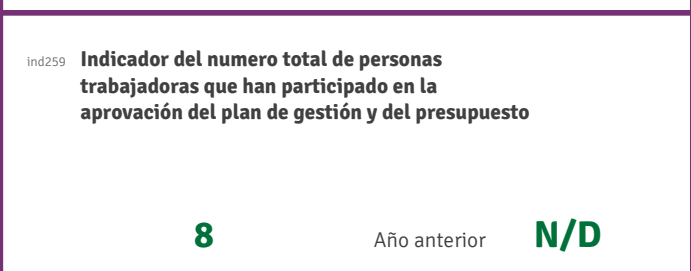 ind259 Indicador del numero total de personas
trabajadoras que han participado en la
aprovación del plan de gestión y del presupuesto
8 Año anterior N/D